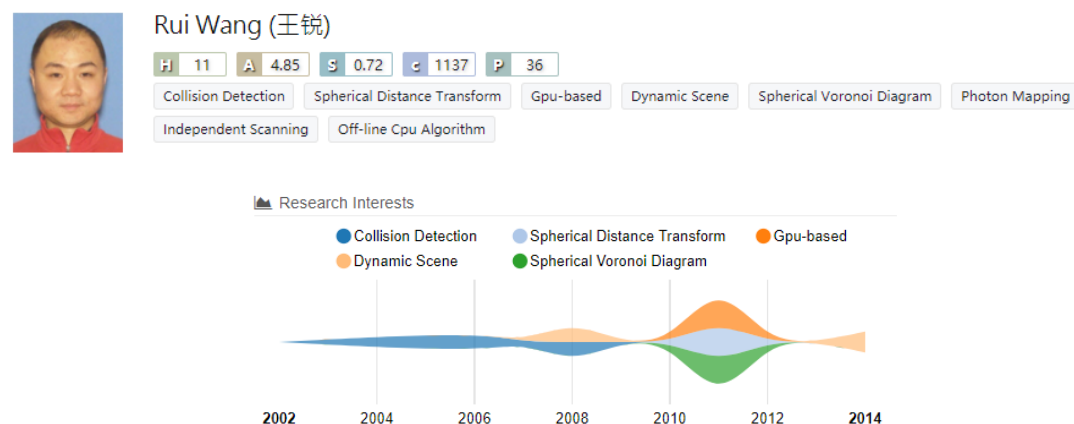 Rui Wang (王锐)
H 11 A 4.85 S 0.72 c 1137 P 36
Collision Detection Spherical Distance Transform Gpu-based Dynamic Scene Spherical Voronoi Diagram Photon Mapping
Independent Scanning Off-line Cpu Algorithm
Research Interests
Collision Detection Spherical Distance Transform Gpu-based
Dynamic Scene Spherical Voronoi Diagram
2002 2004 2006 2008 2010 2012 2014